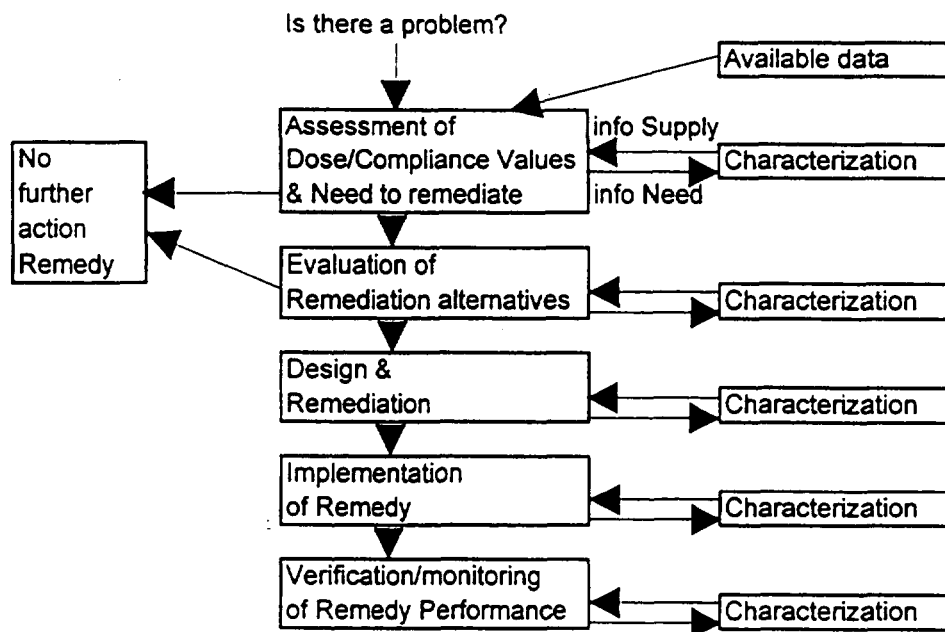 Is there a problem?
Available data
Assessment of
Dose/Compliance Values
& Need to remediate
info Supply
info Need
Characterization
No
further
action
Remedy
Evaluation of
Remediation alternatives
Characterization
Design &
Remediation
Characterization
Implementation
of Remedy
Characterization
Verification/monitoring
of Remedy Performance
Characterization